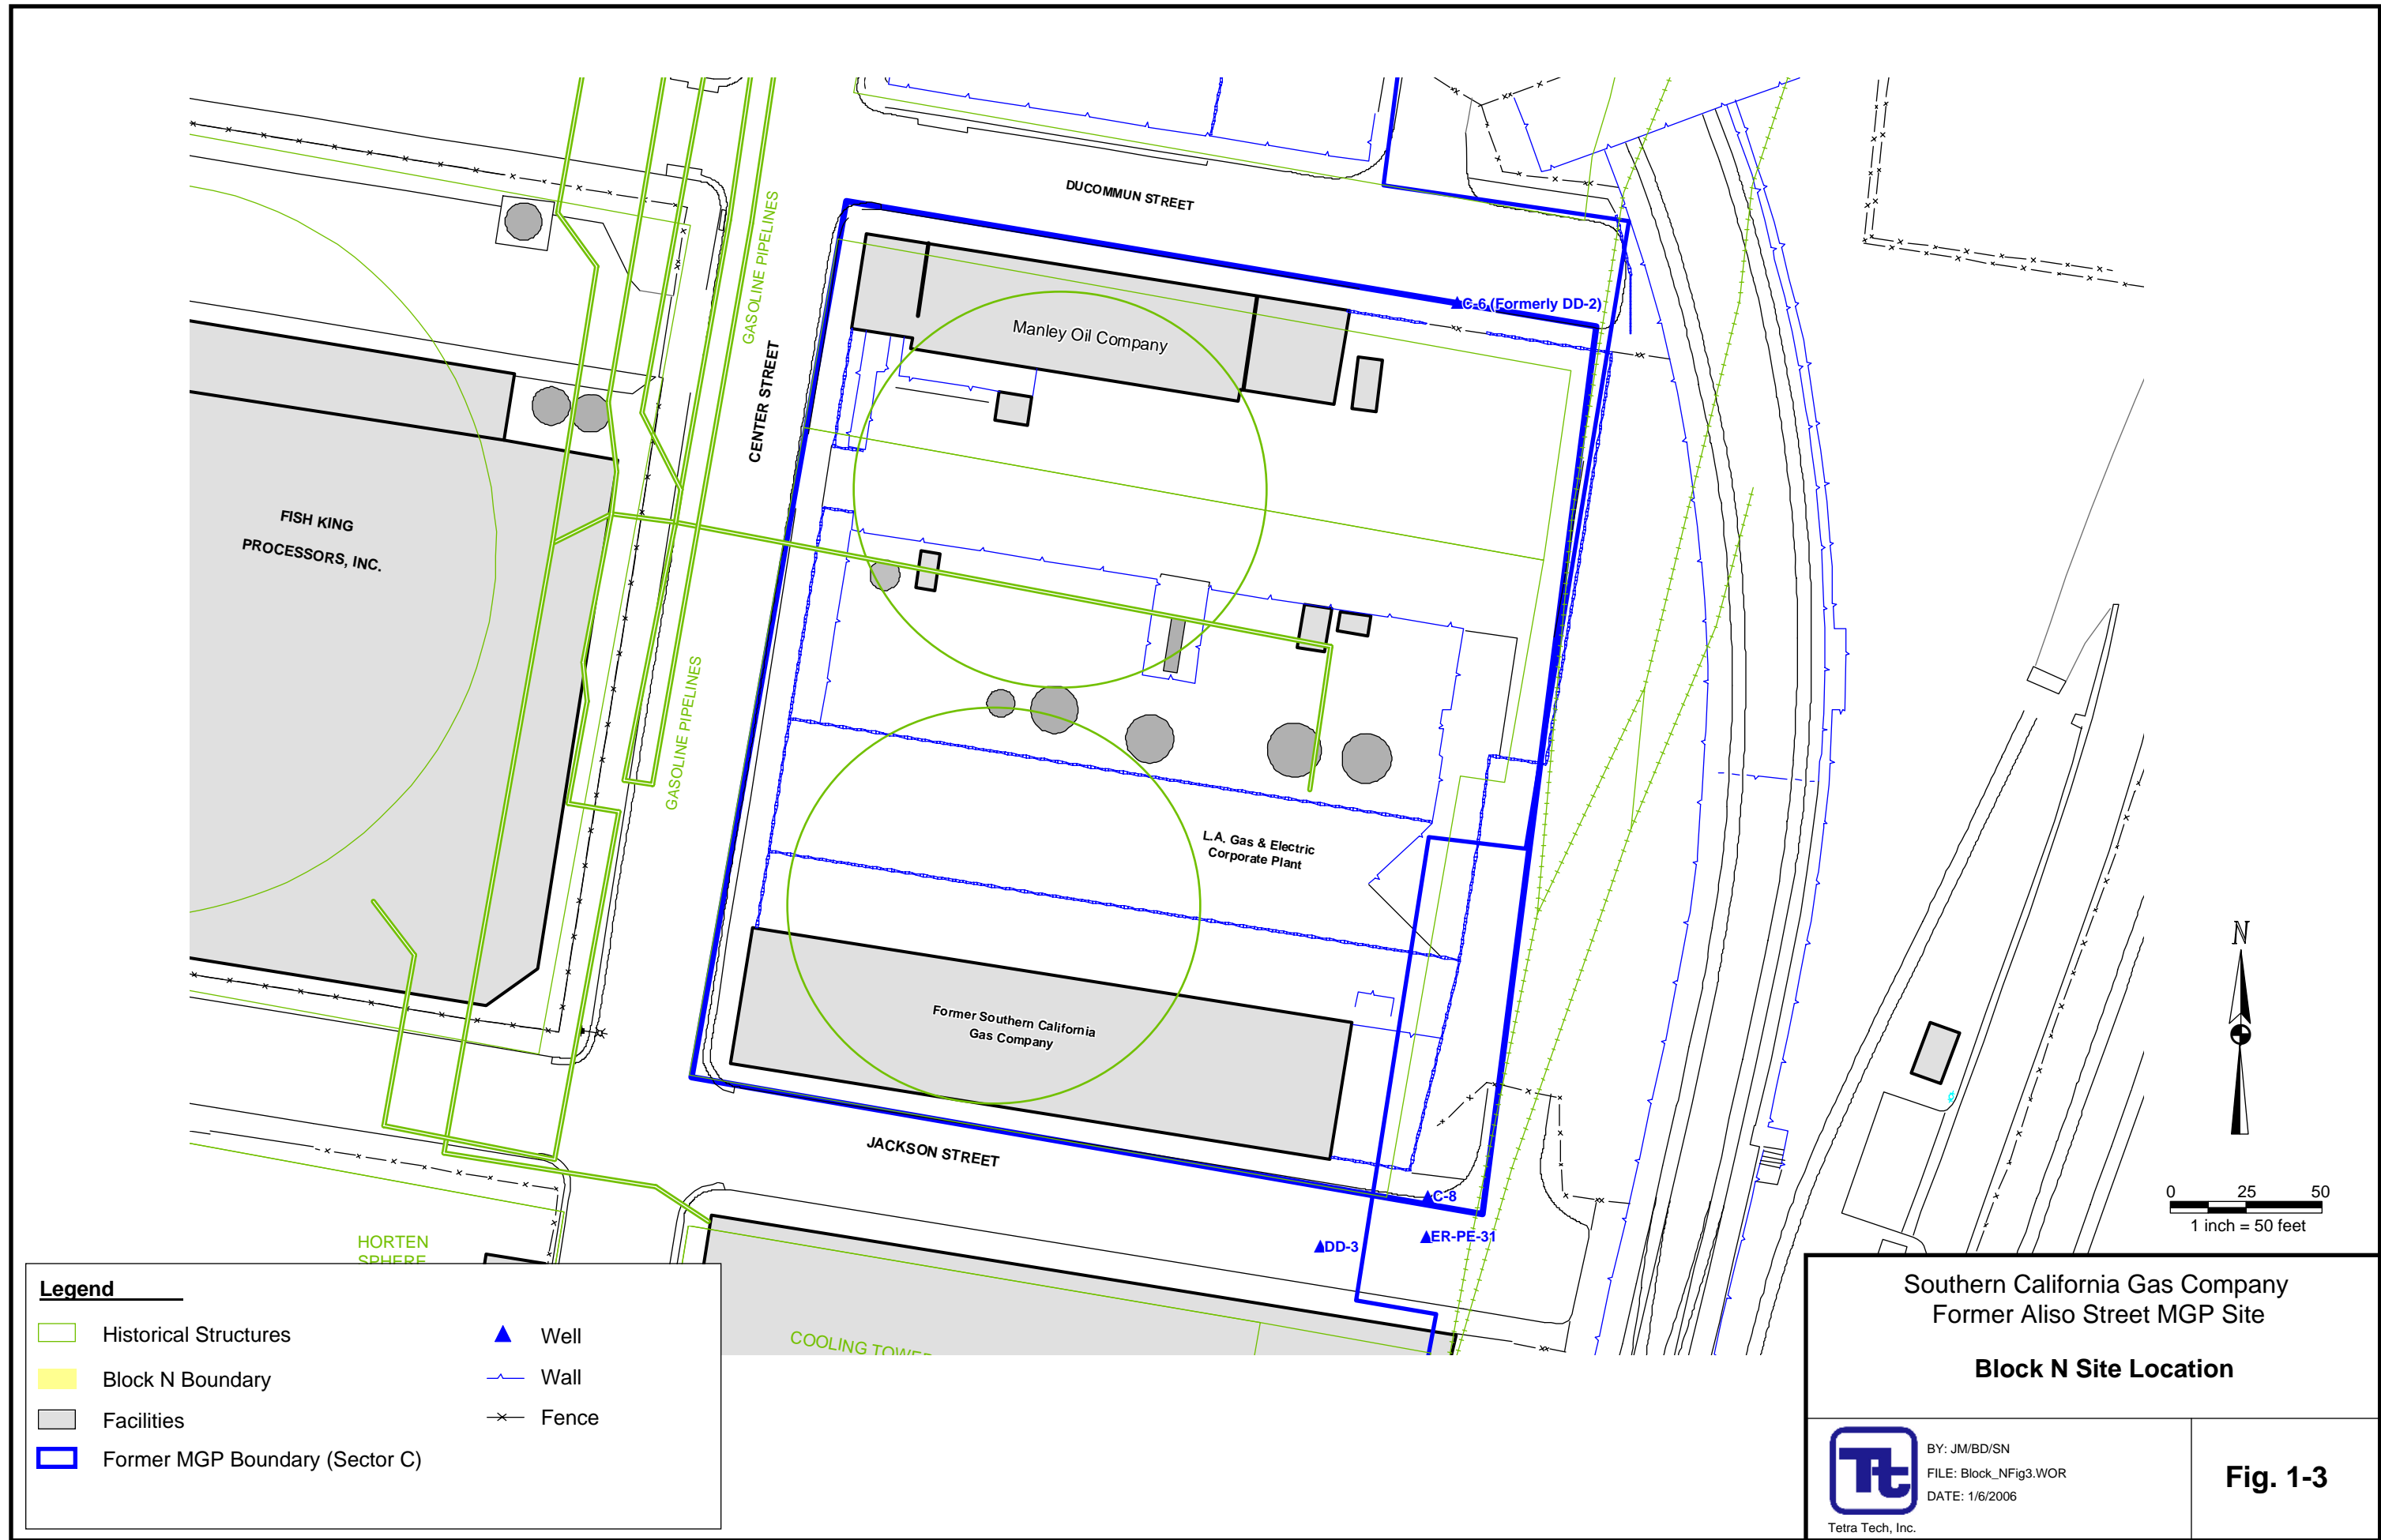 DUCOMMUN STREET
GASOLINE PIPELINES
C-6 (Formerly DD-2)
Manley Oil Company
CENTER STREET
FISH KING
PROCESSORS, INC.
GASOLINE PIPELINES
L.A. Gas & Electric
Corporate Plant
Former Southern California
Gas Company
JACKSON STREET
C-8
ER-PE-31
DD-3
HORTEN
SPHERE
COOLING TOWER
N
0 25 50
1 inch = 50 feet
Legend
Historical Structures
Block N Boundary
Facilities
Former MGP Boundary (Sector C)
Well
Wall
Fence
Southern California Gas Company
Former Aliso Street MGP Site
Block N Site Location
Tt
Tetra Tech, Inc.
BY: JM/BD/SN
FILE: Block_NFig3.WOR
DATE: 1/6/2006
Fig. 1-3